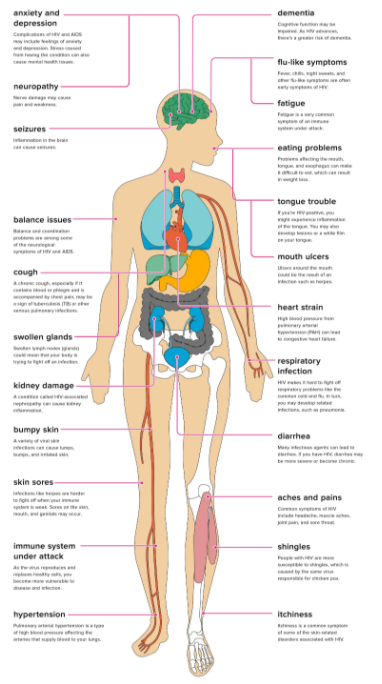 anxiety and
depression
Complications of HIV and AIDS
may include feelings of anxiety
and depression. Stress caused
from having the condition can also
cause mental health issues.
neuropathy
Nerve damage may cause
pain and weakness.
seizures
Inflammation in the brain
can cause seizures.
balance issues
Balance and coordination
problems are among some
of the neurological
symptoms of HIV and AIDS.
cough
A chronic cough, especially if it
contains blood or phlegm and is
accompanied by chest pain, may be
a sign of tuberculosis (TB) or other
serious pulmonary infections.
swollen glands
Swollen lymph nodes (glands)
could mean that your body is
trying to fight off an infection.
kidney damage
A condition called HIV-associated
nephropathy can cause kidney
inflammation.
bumpy skin
A variety of viral skin
infections can cause lumps,
bumps, and irritated skin.
skin sores
Infections like herpes are harder
to fight off when your immune
system is weak. Sores on the skin,
mouth, and genitals may occur.
immune system
under attack
As the virus reproduces and
replaces healthy cells, you
become more vulnerable to
disease and infection.
hypertension
Pulmonary arterial hypertension is a type
of high blood pressure affecting the
arteries that supply blood to your lungs.
dementia
Cognitive function may be
impaired. As HIV advances,
there's a greater risk of dementia.
flu-like symptoms
Fever, chills, night sweats, and
other flu-like symptoms are often
early symptoms of HIV.
fatigue
Fatigue is a very common
symptom of an immune
system under attack.
eating problems
Problems affecting the mouth,
tongue, and esophagus can make
it difficult to eat, which can result
in weight loss.
tongue trouble
If you're HIV-positive, you
might experience inflammation
of the tongue. You may also
develop lesions or a white film
on your tongue.
mouth ulcers
Ulcers around the mouth
could be the result of an
infection such as herpes.
heart strain
High blood pressure from
pulmonary arterial
hypertension (PAH) can lead
to congestive heart failure.
respiratory
infection
HIV makes it hard to fight off
respiratory problems like the
common cold and flu. In turn,
you may develop related
infections, such as pneumonia.
diarrhea
Many infectious agents can lead to
diarrhea. If you have HIV, diarrhea may
be more severe or become chronic.
aches and pains
Common symptoms of HIV
include headache, muscle aches,
joint pain, and sore throat.
shingles
People with HIV are more
susceptible to shingles, which is
caused by the same virus
responsible for chicken pox.
itchiness
Itchiness is a common symptom
of some of the skin-related
disorders associated with HIV.